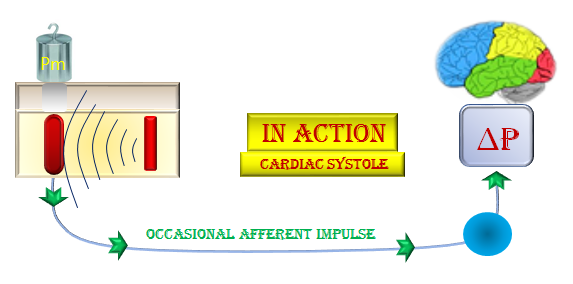 Pm
IN ACTION
CARDIAC SYSTOLE
ΔP
OCCASIONAL AFFERENT IMPULSE